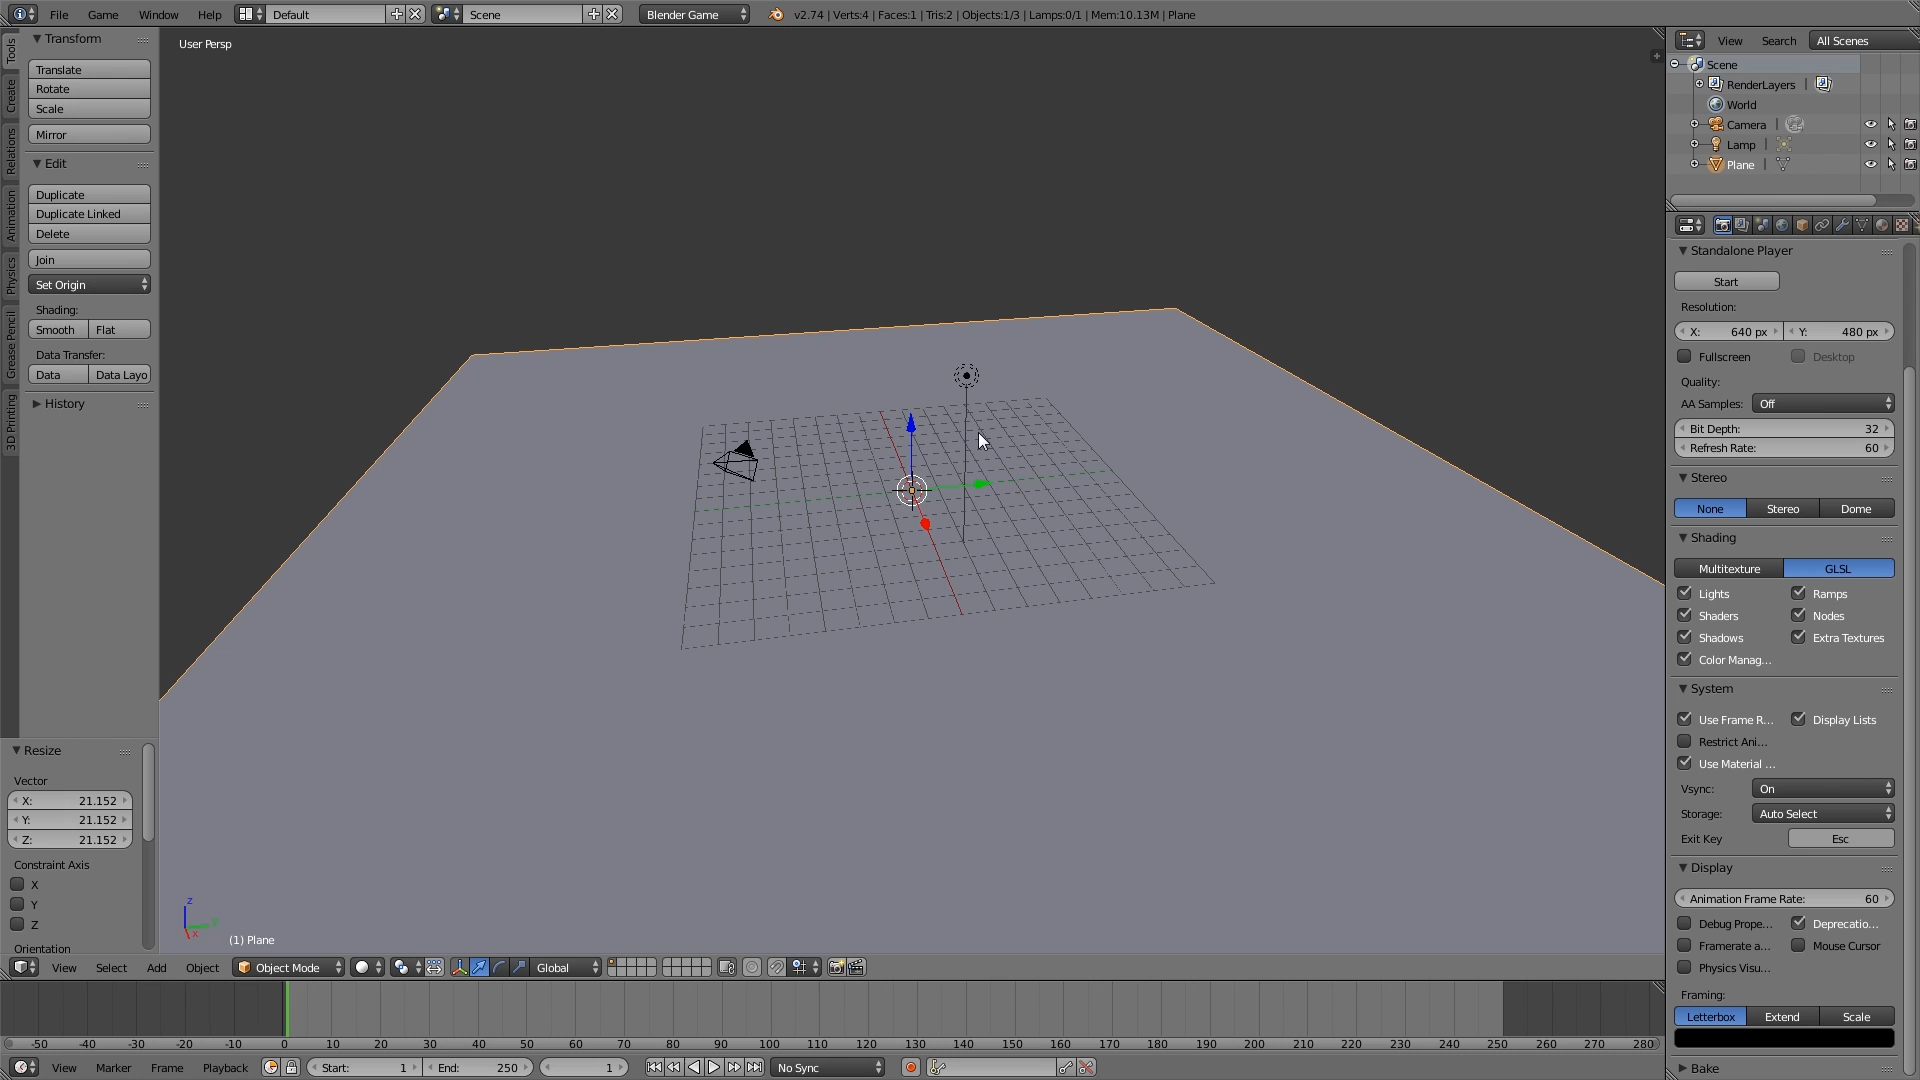 File Game Window Help Default Scene Blender Game v2.74 | Verts:4 | Faces:1 | Tris:2 | Objects:1/3 | Lamps:0/1 | Mem:10.13M | Plane
Tools
Create
Relations
Animation
Physics
Grease Pencil
3D Printing
Transform
Translate
Rotate
Scale
Mirror
Edit
Duplicate
Duplicate Linked
Delete
Join
Set Origin
Shading:
Smooth Flat
Data Transfer:
Data Data Layo
History
Resize
Vector
X: 21.152
Y: 21.152
Z: 21.152
Constraint Axis
X
Y
Z
Orientation
User Persp
z
y
x
(1) Plane
View Select Add Object Object Mode Global
-50 -40 -30 -20 -10 0 10 20 30 40 50 60 70 80 90 100 110 120 130 140 150 160 170 180 190 200 210 220 230 240 250 260 270 280
View Marker Frame Playback Start: 1 End: 250 1 No Sync
View Search All Scenes
Scene
RenderLayers |
World
Camera |
Lamp |
Plane |
Standalone Player
Start
Resolution:
X: 640 px Y: 480 px
Fullscreen Desktop
Quality:
AA Samples: Off
Bit Depth: 32
Refresh Rate: 60
Stereo
None Stereo Dome
Shading
Multitexture GLSL
Lights Ramps
Shaders Nodes
Shadows Extra Textures
Color Manag...
System
Use Frame R... Display Lists
Restrict Ani...
Use Material ...
Vsync: On
Storage: Auto Select
Exit Key Esc
Display
Animation Frame Rate: 60
Debug Prope... Deprecatio...
Framerate a... Mouse Cursor
Physics Visu...
Framing:
Letterbox Extend Scale
Bake